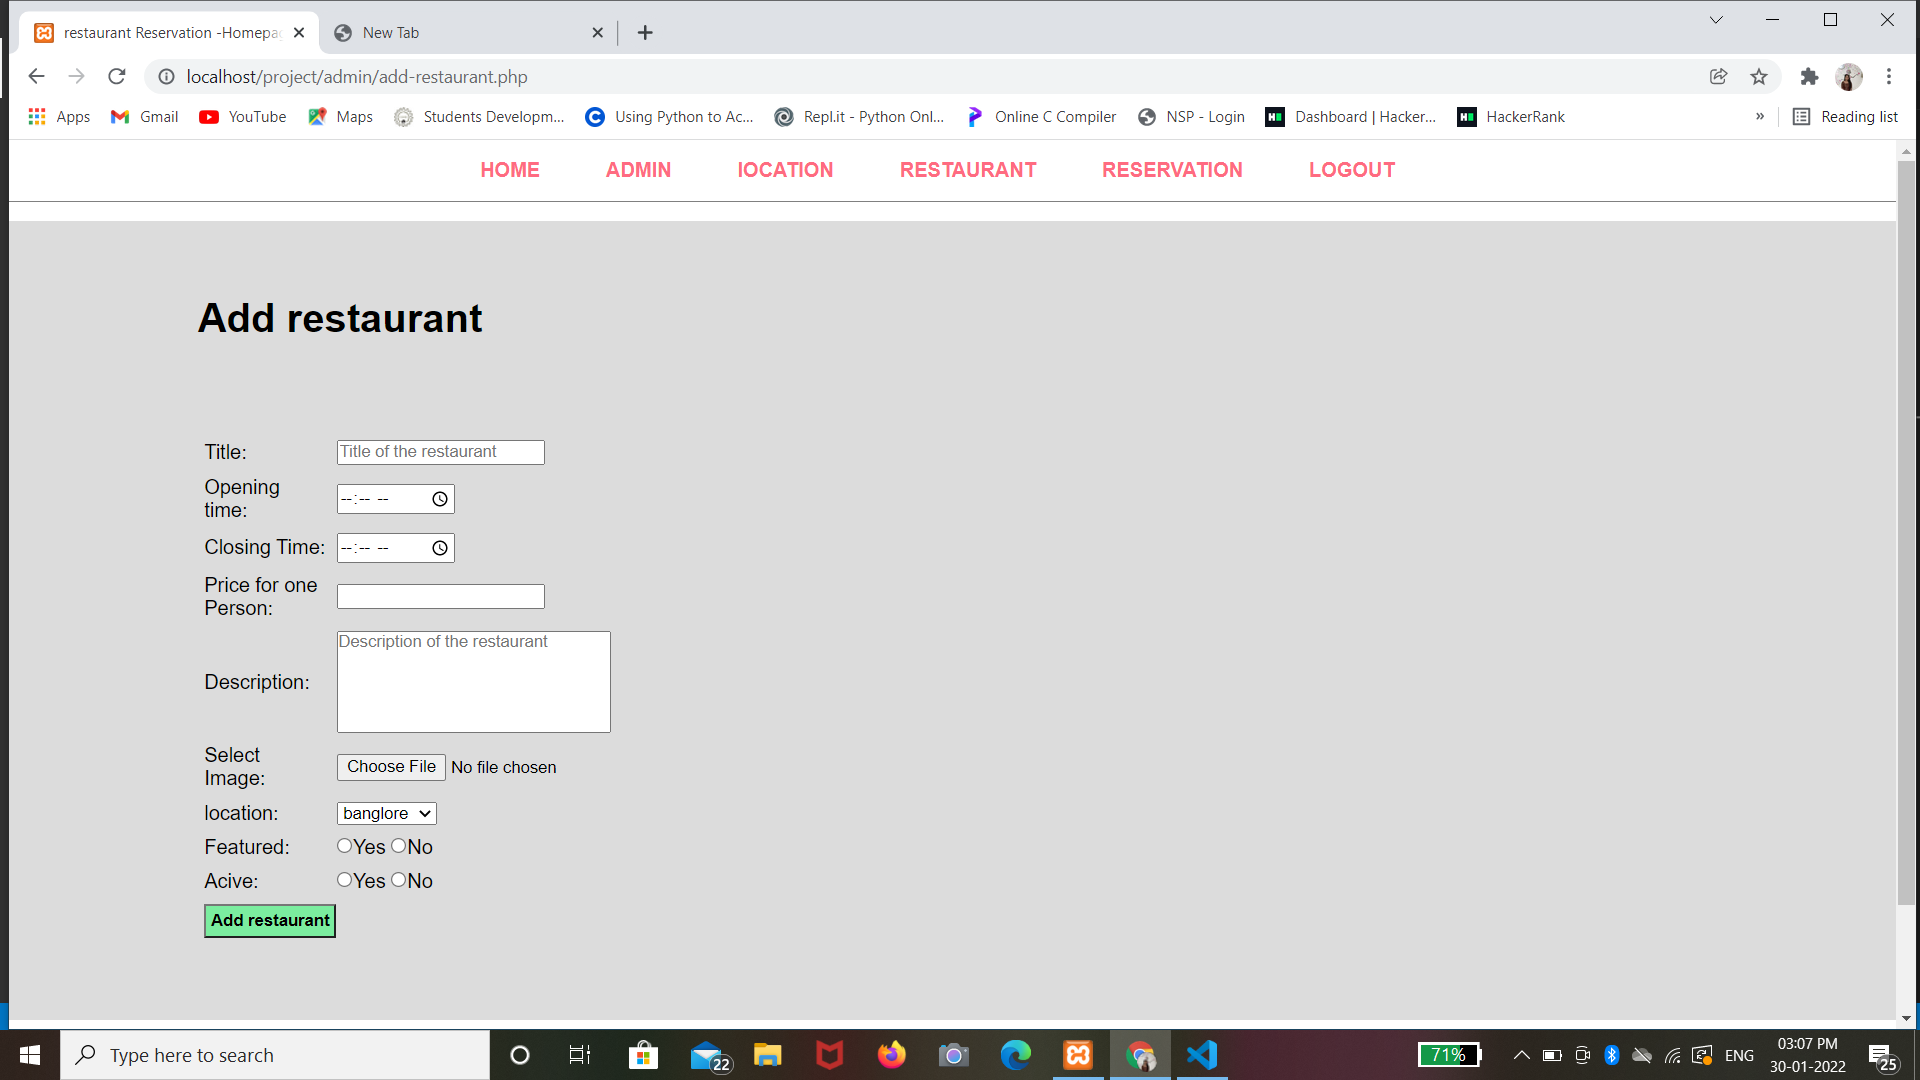 restaurant Reservation -Homepa
New Tab
localhost/project/admin/add-restaurant.php
Apps Gmail YouTube Maps Students Developm... Using Python to Ac... Repl.it - Python Onl... Online C Compiler NSP - Login Dashboard | Hacker... HackerRank » Reading list
HOME ADMIN lOCATION RESTAURANT RESERVATION LOGOUT
Add restaurant
Title: Title of the restaurant
Opening
time: --:-- --
Closing Time: --:-- --
Price for one
Person:
Description: Description of the restaurant
Select
Image: Choose File No file chosen
location: banglore
Featured: Yes No
Acive: Yes No
Add restaurant
Type here to search
22
71%
ENG
03:07 PM
30-01-2022
25